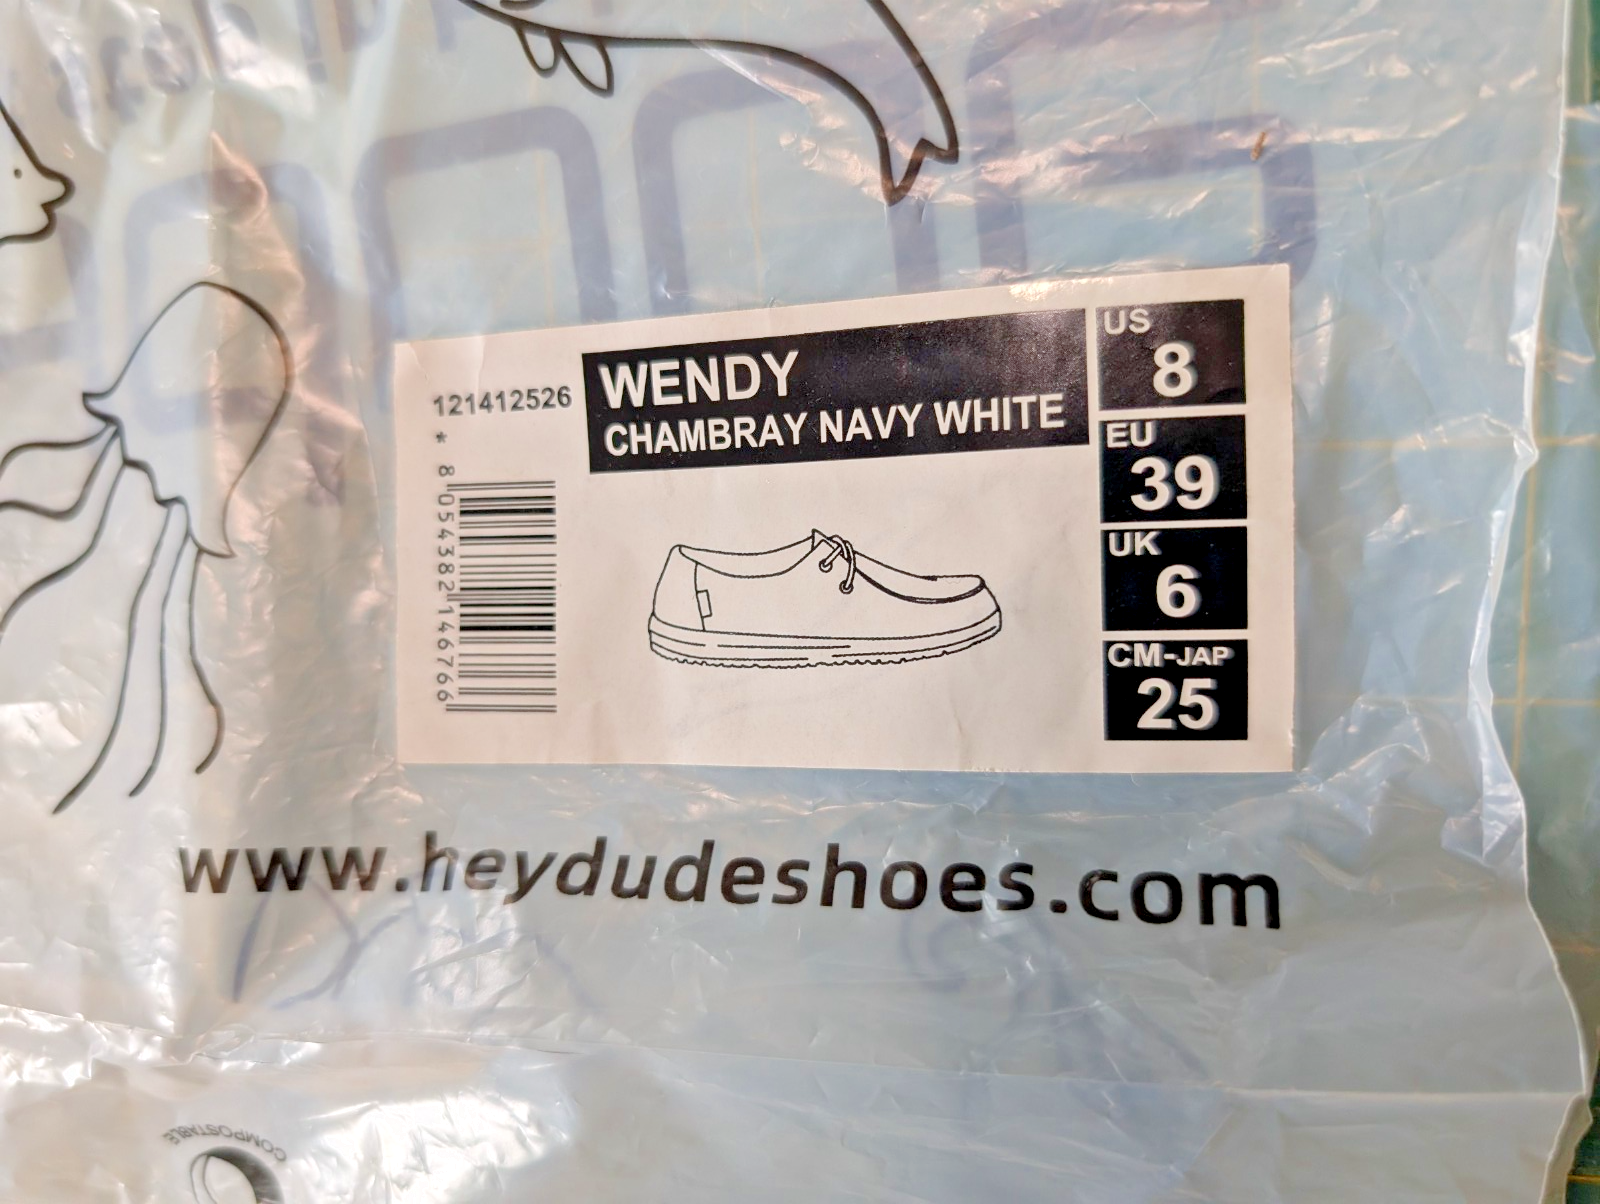 121412526
*
8 054382 146766
WENDY
CHAMBRAY NAVY WHITE
US
8
EU
39
UK
6
CM-JAP
25
www.heydudeshoes.com
COMPOSTABLE